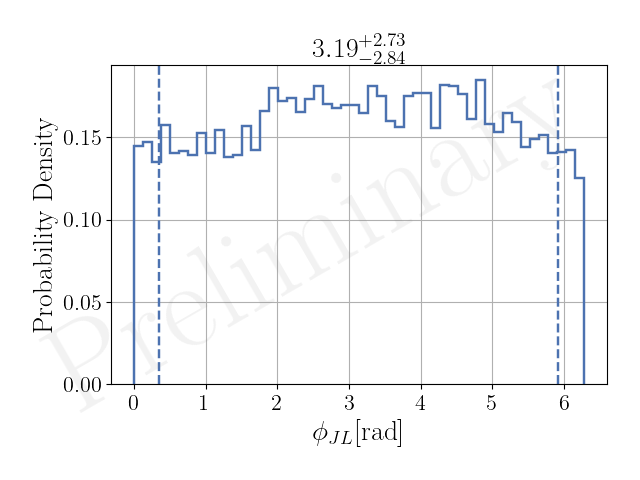 3.19+2.73−2.84
Probability Density
0.15
0.10
0.05
0.00
0 1 2 3 4 5 6
ϕJL[rad]
Preliminary